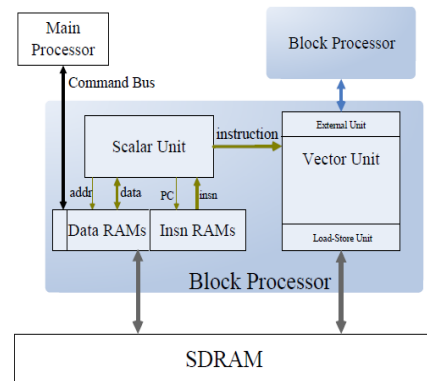 Main
Processor
Block Processor
Command Bus
External Unit
Scalar Unit
instruction
Vector Unit
addr
data
PC
insn
Data RAMs
Insn RAMs
Load-Store Unit
Block Processor
SDRAM